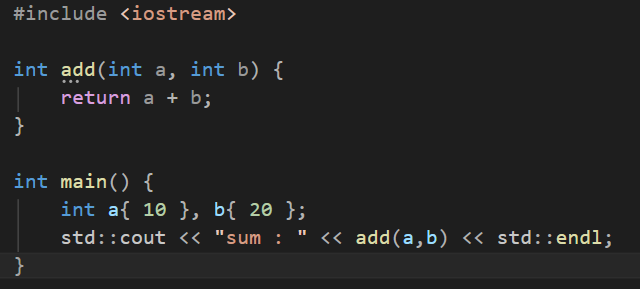 #include <iostream>
int add(int a, int b) {
    return a + b;
}
int main() {
    int a{ 10 }, b{ 20 };
    std::cout << "sum : " << add(a,b) << std::endl;
}